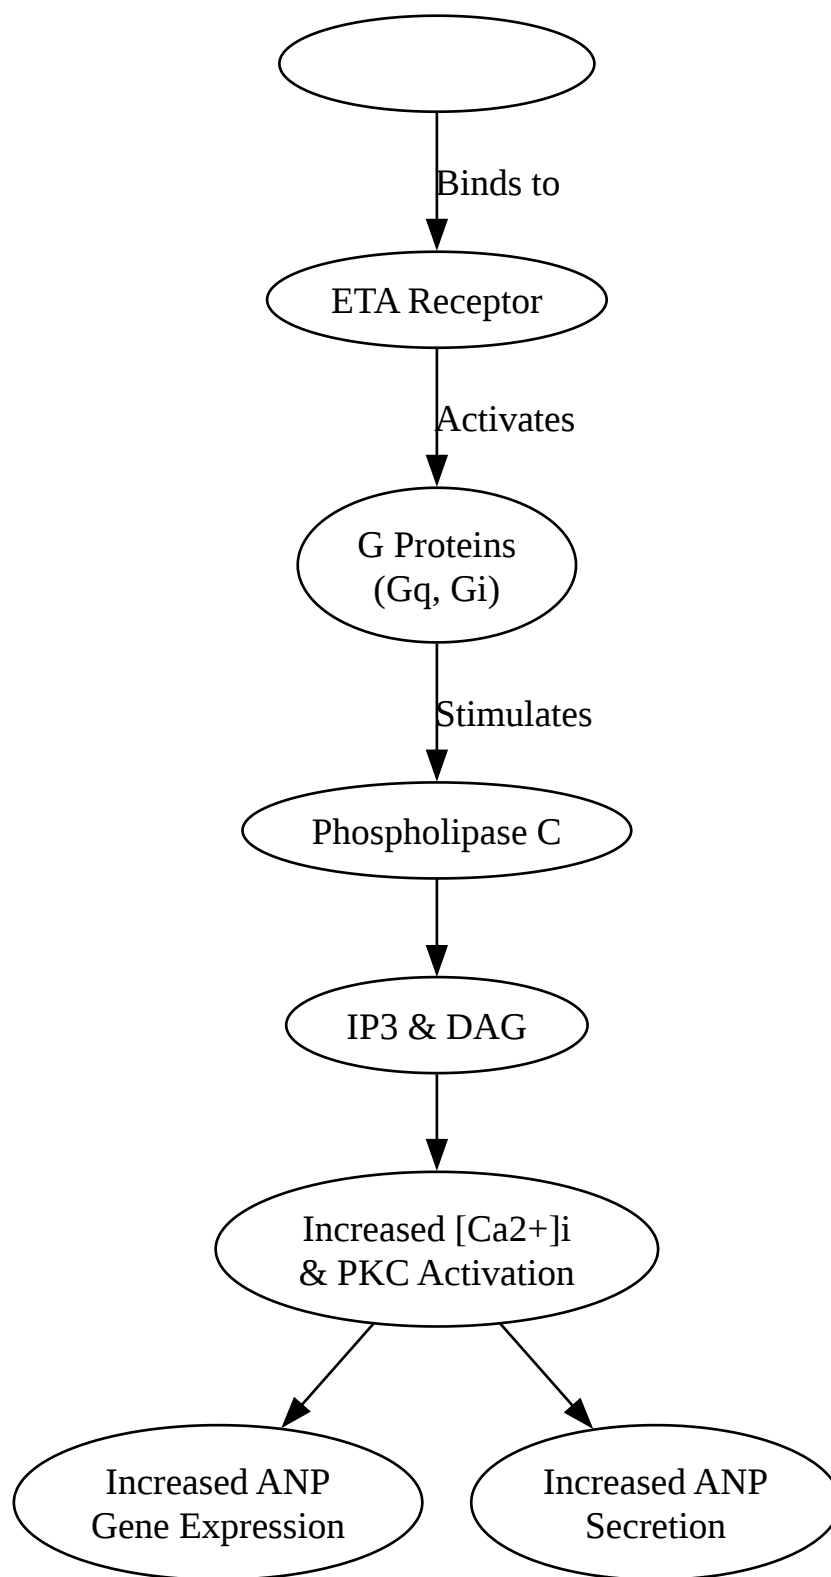 Binds to
ETA Receptor
Activates
G Proteins
(Gq, Gi)
Stimulates
Phospholipase C
IP3 & DAG
Increased [Ca2+]i
& PKC Activation
Increased ANP
Gene Expression
Increased ANP
Secretion